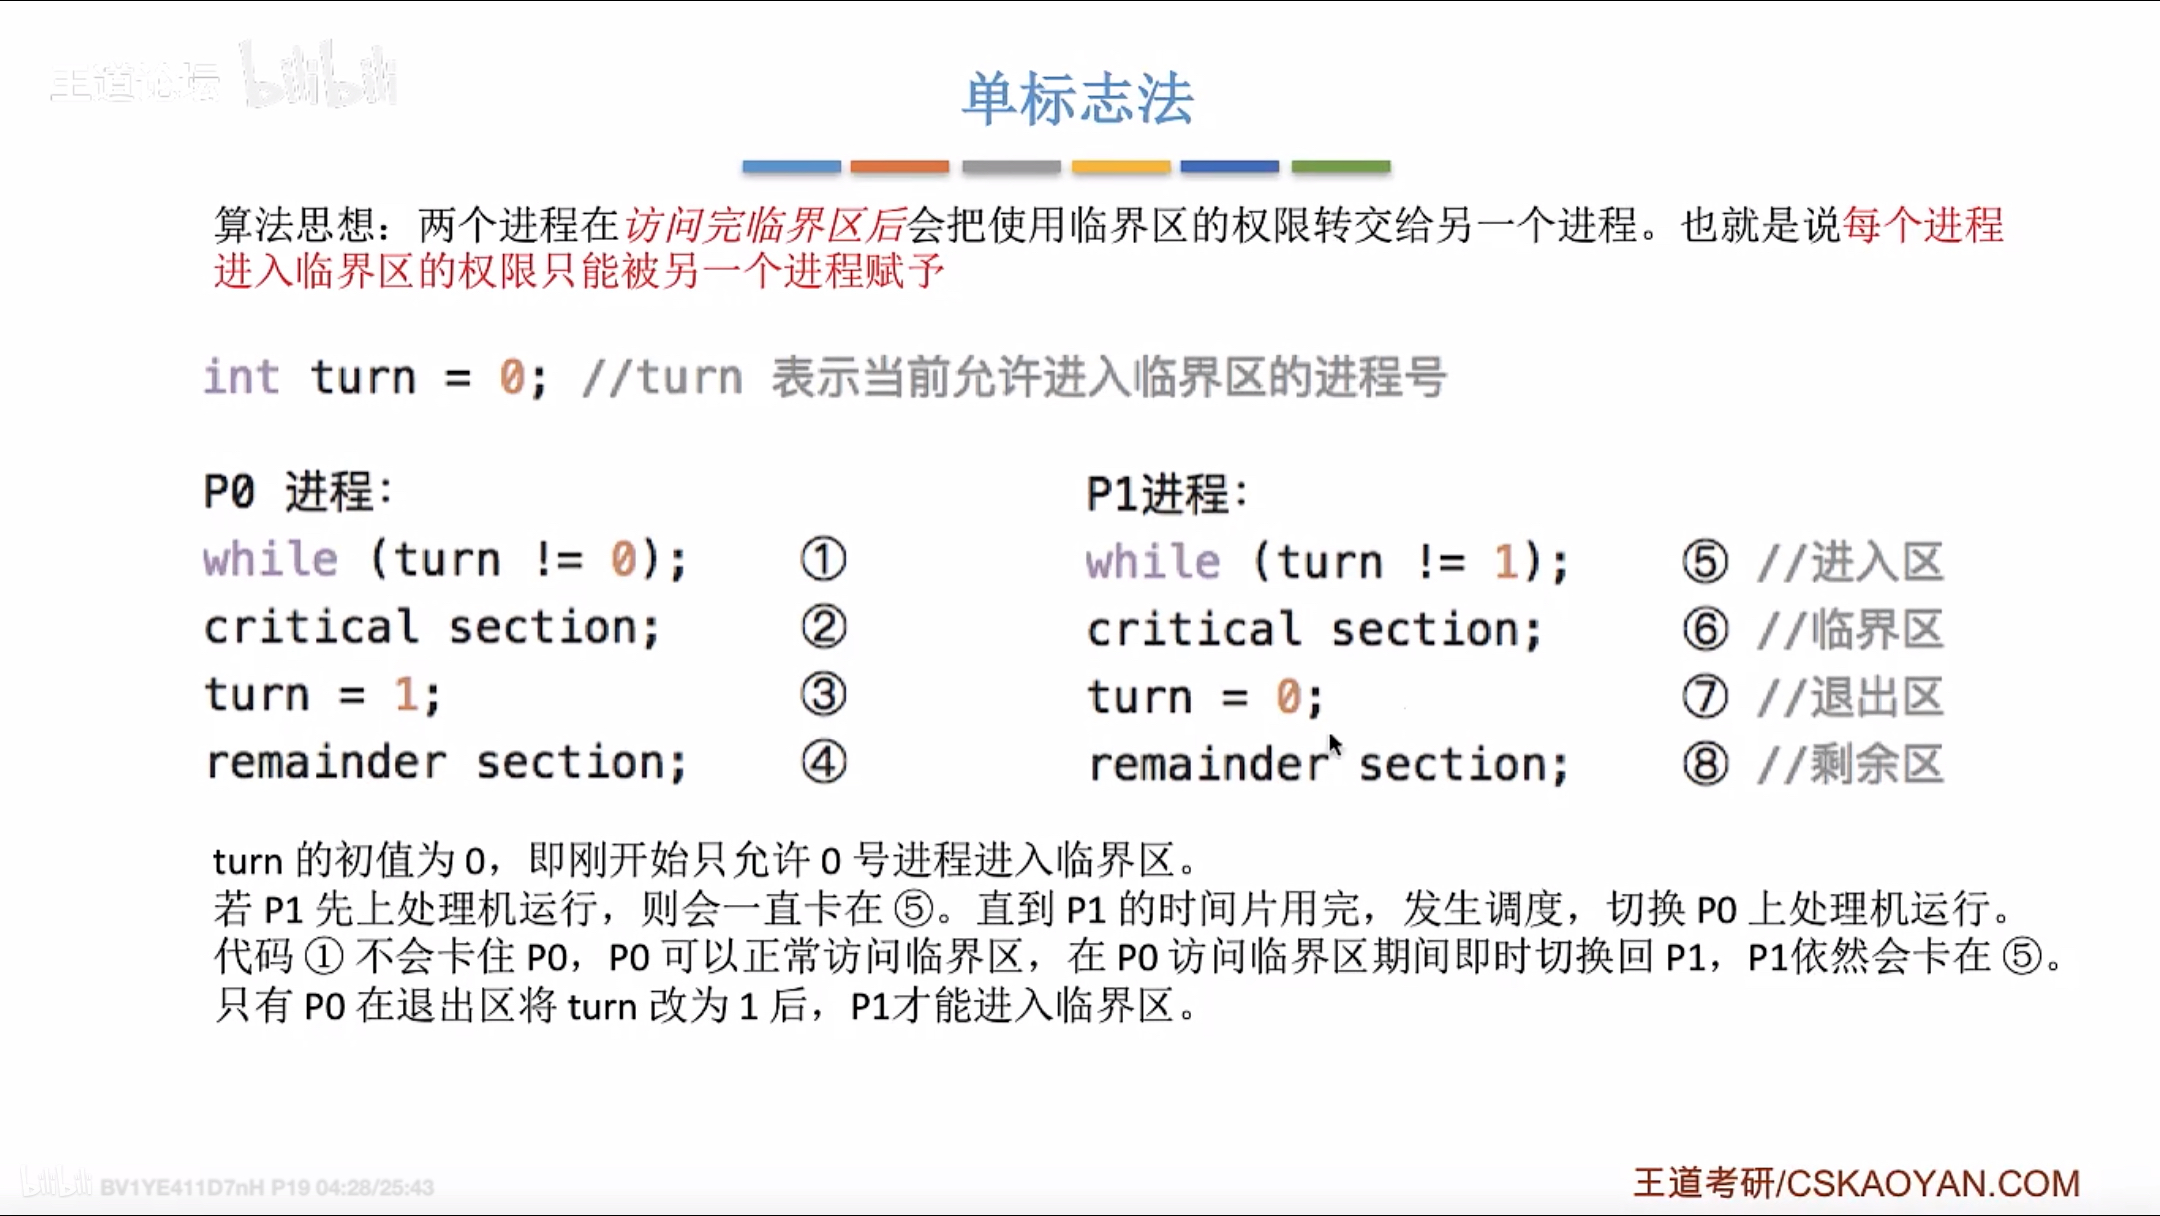 王道论坛 bilibili
单标志法
算法思想：两个进程在访问完临界区后会把使用临界区的权限转交给另一个进程。也就是说每个进程
进入临界区的权限只能被另一个进程赋予
int turn = 0; //turn 表示当前允许进入临界区的进程号
P0 进程：
while (turn != 0); ①
critical section; ②
turn = 1; ③
remainder section; ④
P1进程：
while (turn != 1); ⑤ //进入区
critical section; ⑥ //临界区
turn = 0; ⑦ //退出区
remainder section; ⑧ //剩余区
turn 的初值为 0，即刚开始只允许 0 号进程进入临界区。
若 P1 先上处理机运行，则会一直卡在 ⑤。直到 P1 的时间片用完，发生调度，切换 P0 上处理机运行。
代码 ① 不会卡住 P0，P0 可以正常访问临界区，在 P0 访问临界区期间即时切换回 P1，P1依然会卡在 ⑤。
只有 P0 在退出区将 turn 改为 1 后，P1才能进入临界区。
bilibili BV1YE411D7nH P19 04:28/25:43
王道考研/CSKAOYAN.COM